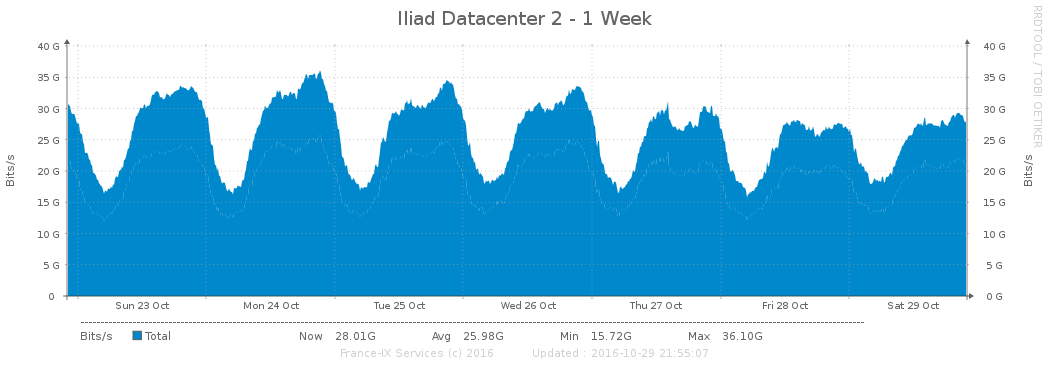 Iliad Datacenter 2 - 1 Week
RRDTOOL / TOBI OETIKER
40 G 40 G
35 G 35 G
30 G 30 G
25 G 25 G
20 G 20 G
15 G 15 G
10 G 10 G
5 G 5 G
0 0 G
Bits/s
Bits/s
Sun 23 Oct Mon 24 Oct Tue 25 Oct Wed 26 Oct Thu 27 Oct Fri 28 Oct Sat 29 Oct
Bits/s Total Now 28.01G Avg 25.98G Min 15.72G Max 36.10G
France-IX Services (c) 2016 Updated : 2016-10-29 21:55:07